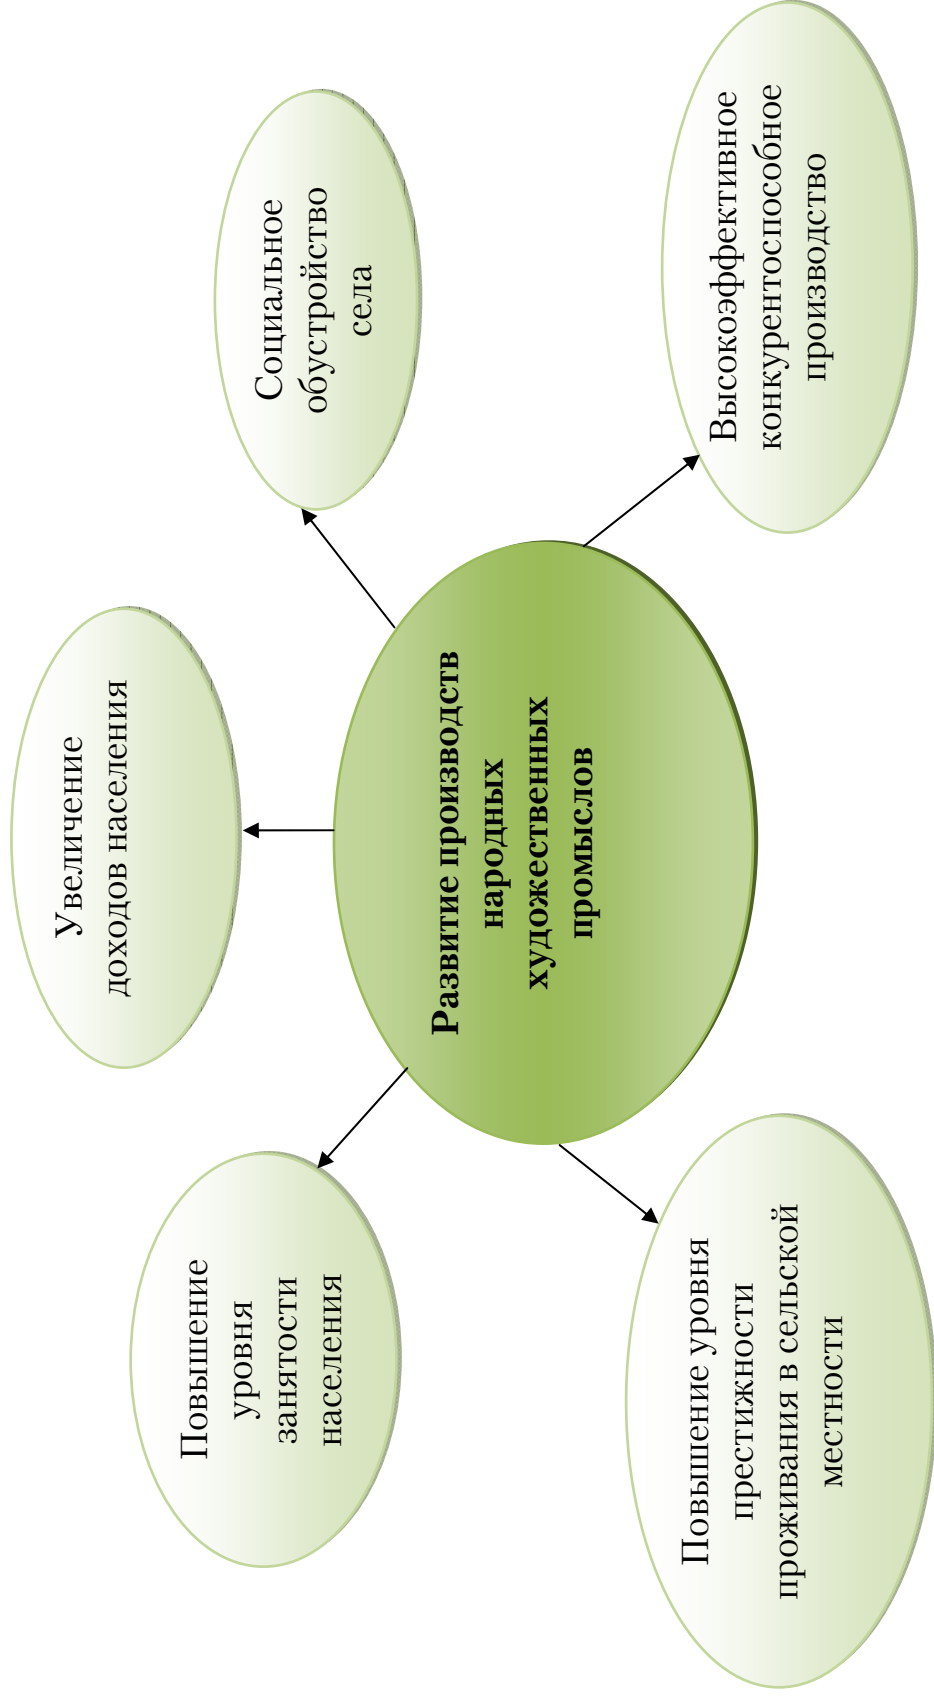 Увеличение
доходов населения
Повышение
уровня
занятости
населения
Социальное
обустройство
села
Развитие производств
народных
художественных
промыслов
Повышение уровня
престижности
проживания в сельской
местности
Высокоэффективное
конкурентоспособное
производство